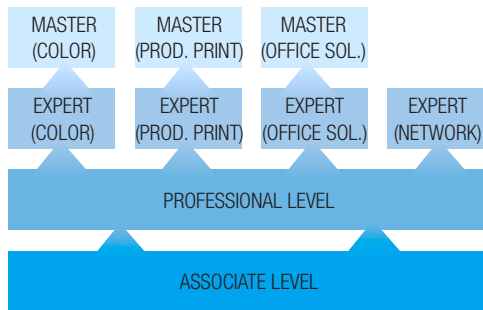 MASTER
(COLOR)
MASTER
(PROD. PRINT)
MASTER
(OFFICE SOL.)
EXPERT
(COLOR)
EXPERT
(PROD. PRINT)
EXPERT
(OFFICE SOL.)
EXPERT
(NETWORK)
PROFESSIONAL LEVEL
ASSOCIATE LEVEL